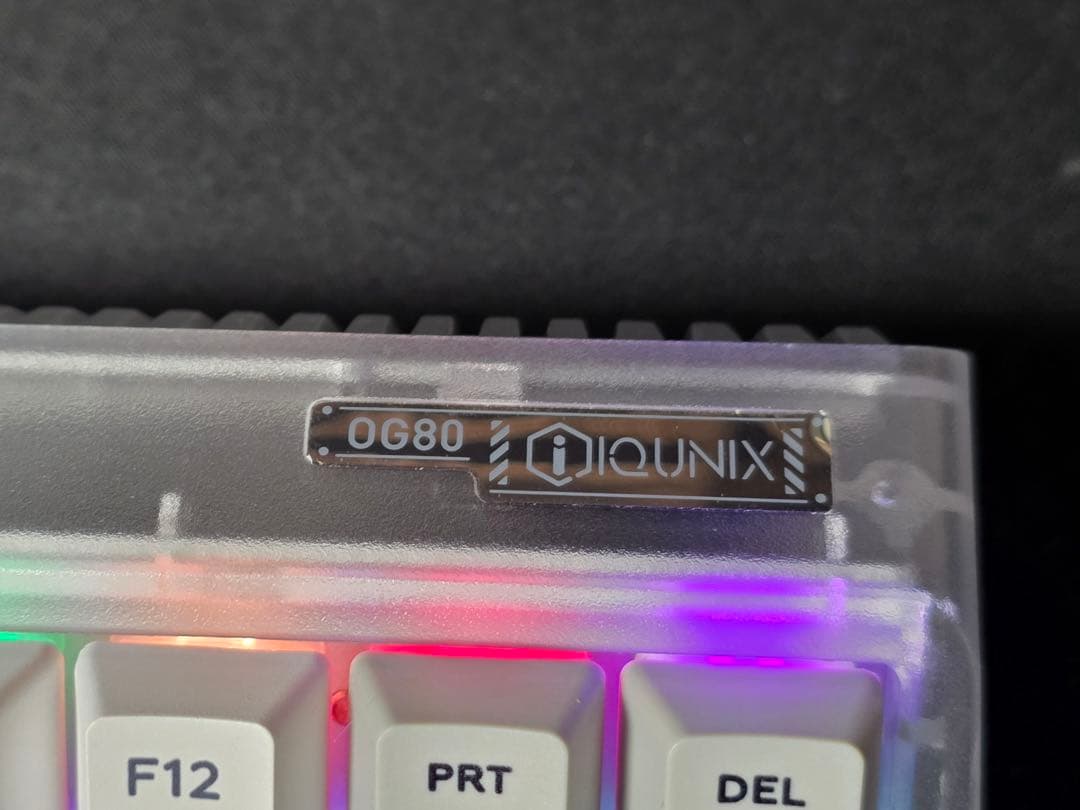 OG80 IQUNIX
F12 PRT DEL